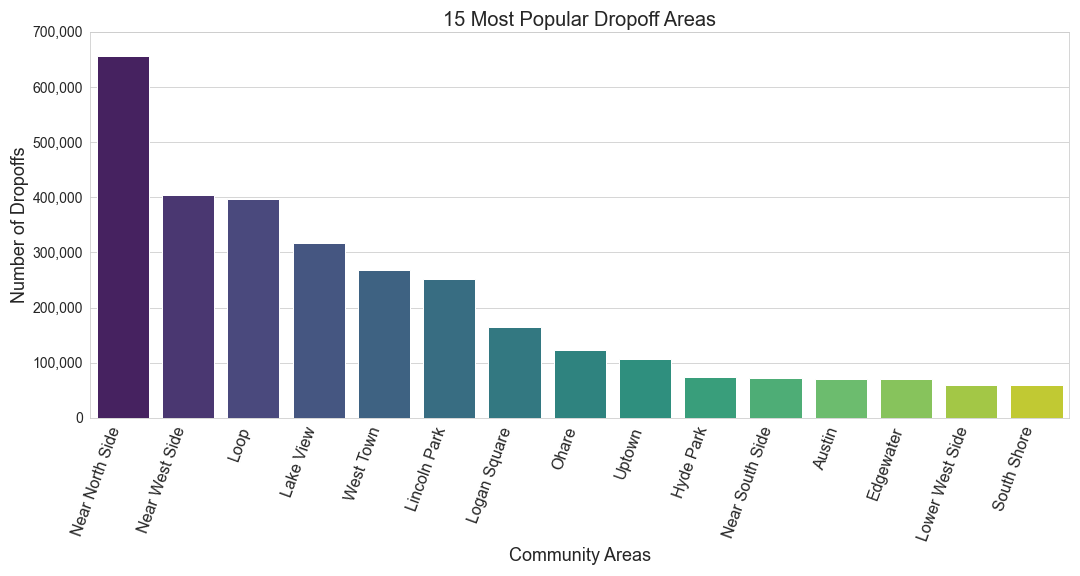 15 Most Popular Dropoff Areas
700,000
600,000
500,000
400,000
300,000
200,000
100,000
0
Number of Dropoffs
Near North Side
Near West Side
Loop
Lake View
West Town
Lincoln Park
Logan Square
Ohare
Uptown
Hyde Park
Near South Side
Austin
Edgewater
Lower West Side
South Shore
Community Areas